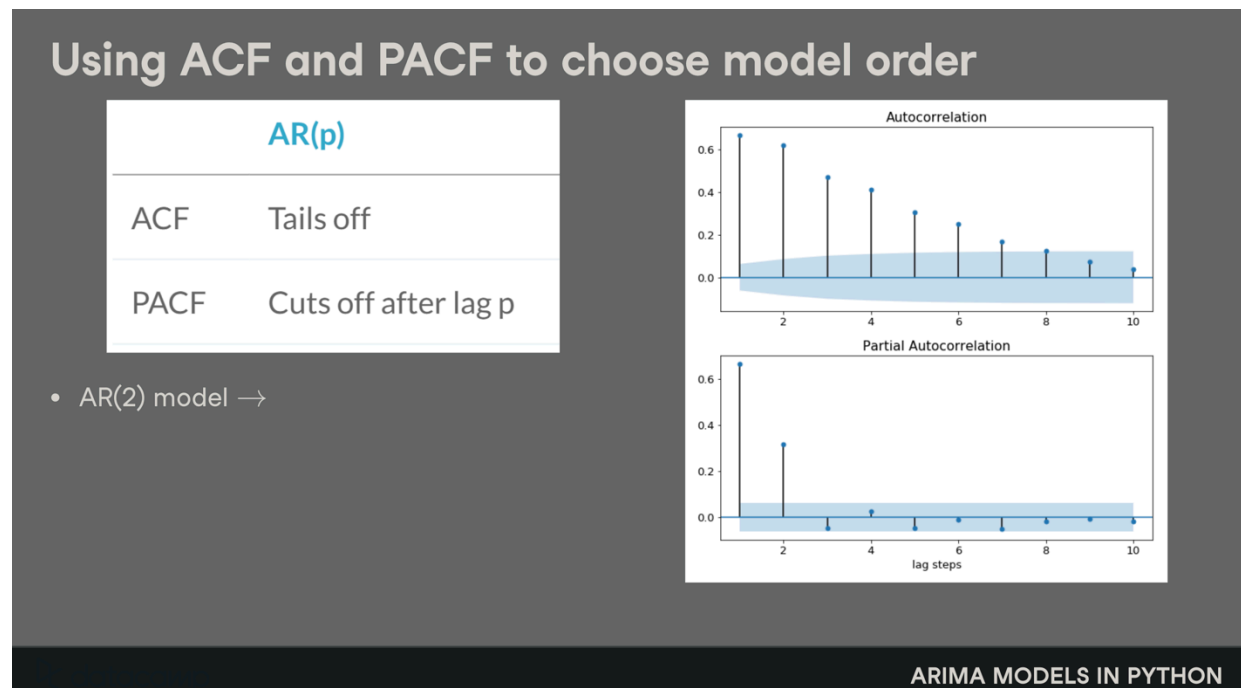 Using ACF and PACF to choose model order
AR(p)
ACF Tails off
PACF Cuts off after lag p
• AR(2) model →
Autocorrelation
0.6
0.4
0.2
0.0
2 4 6 8 10
Partial Autocorrelation
0.6
0.4
0.2
0.0
2 4 6 8 10
lag steps
ARIMA MODELS IN PYTHON